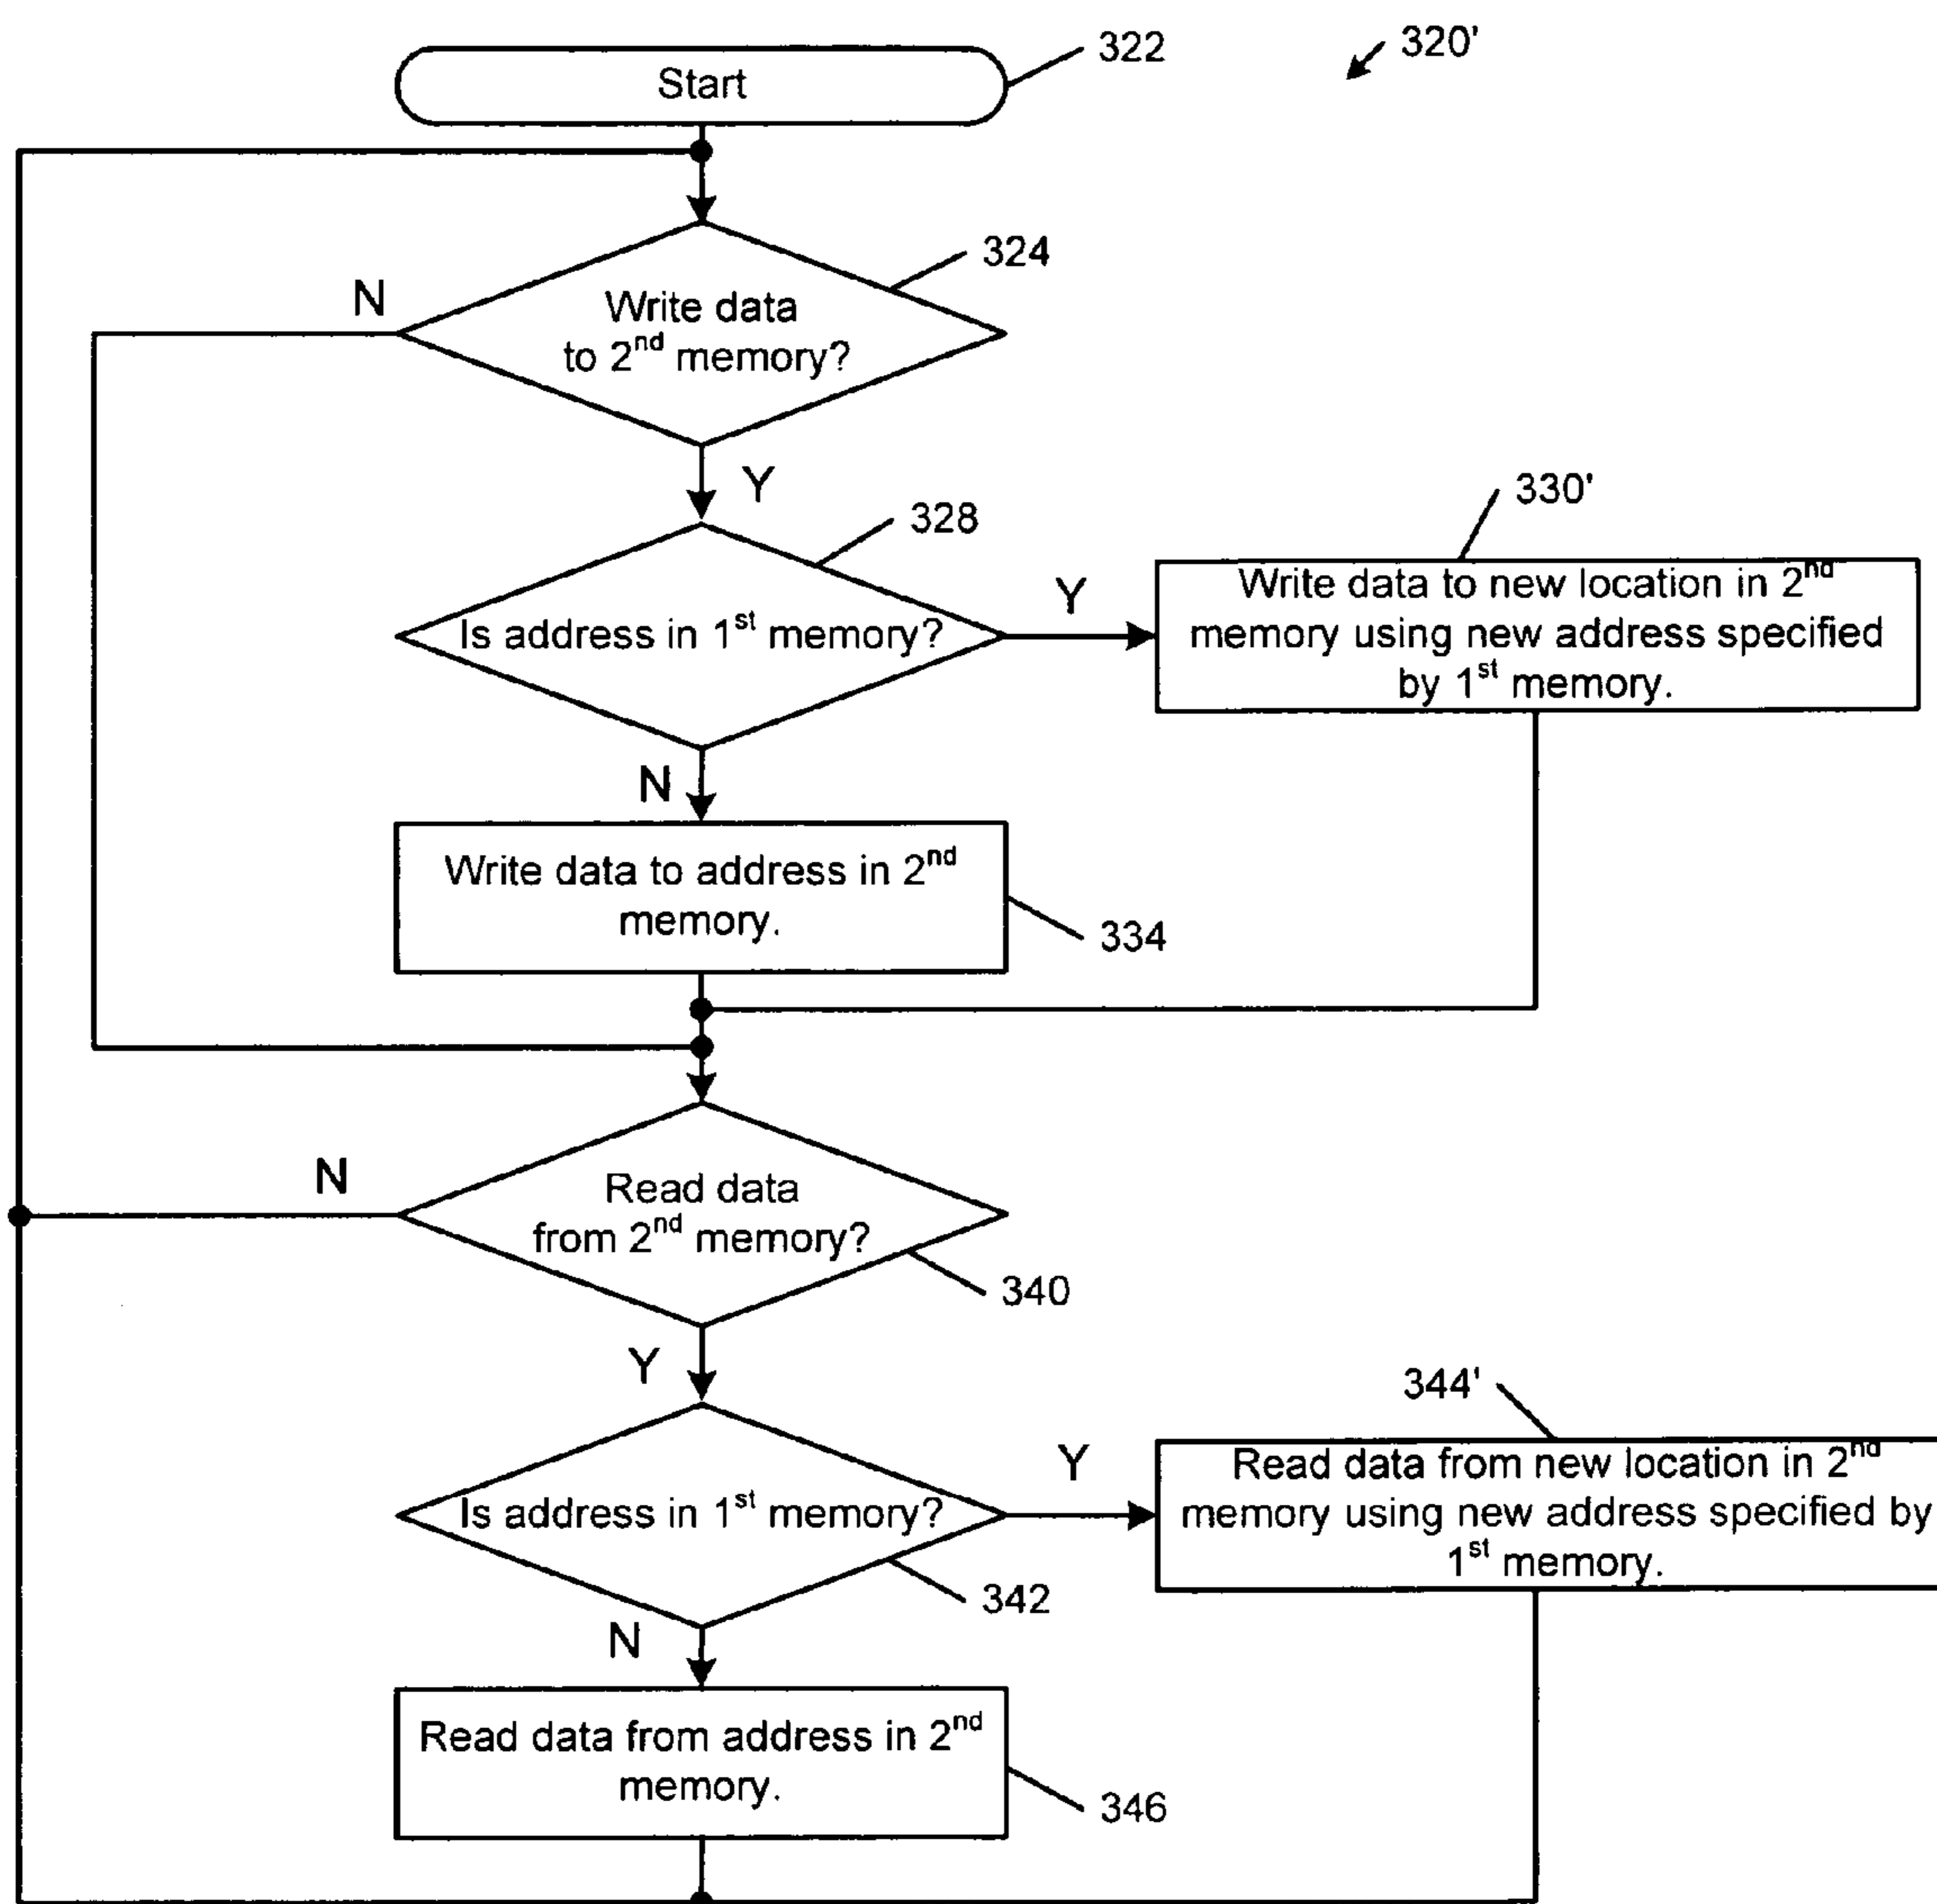 322
320'
Start
324
N
Write data
to 2nd memory?
Y
328
330'
Is address in 1st memory?
Y
Write data to new location in 2nd
memory using new address specified
by 1st memory.
N
Write data to address in 2nd
memory.
334
N
Read data
from 2nd memory?
340
Y
344'
Is address in 1st memory?
Y
Read data from new location in 2nd
memory using new address specified by
1st memory.
342
N
Read data from address in 2nd
memory.
346